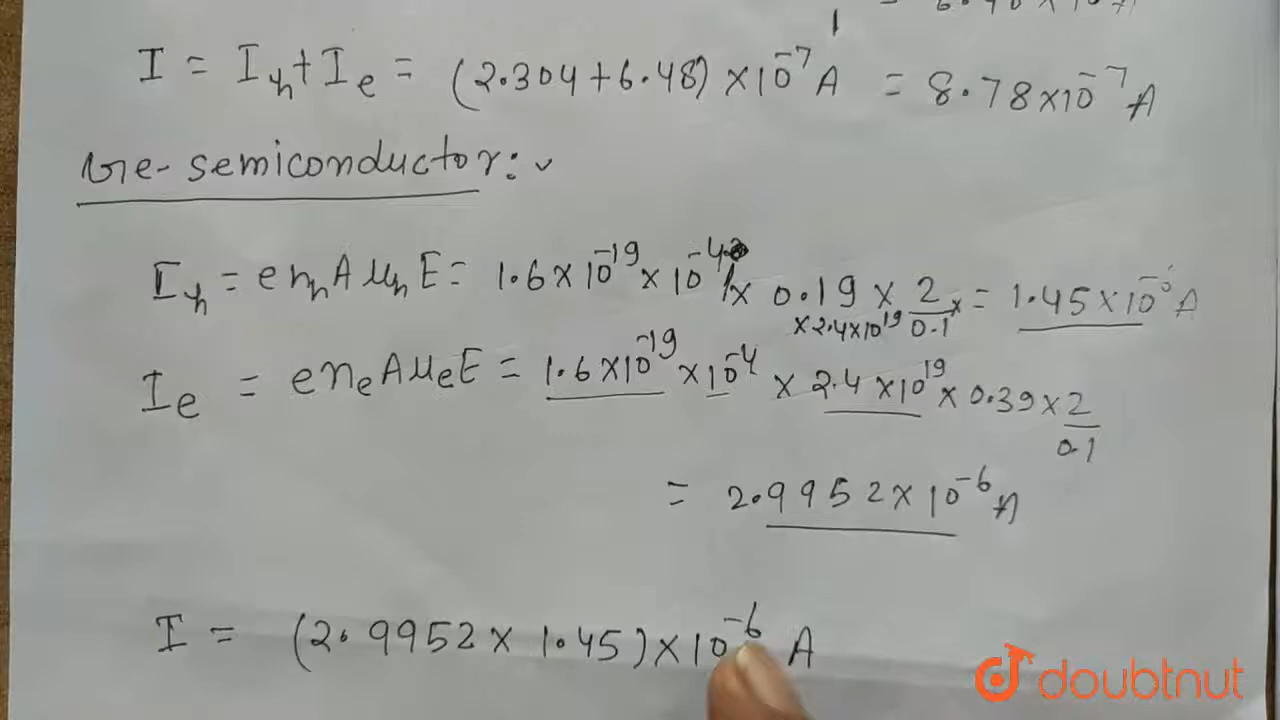 I = I_h + I_e = (2.304 + 6.48) × 10^-7 A = 8.78 × 10^-7 A
Ge-semiconductor:
I_h = e n_h A μ_h E = 1.6 × 10^-19 × 10^-4 × 0.19 × 2/0.1 × = 1.45 × 10^-6 A
× 2.4 × 10^19
I_e = e n_e A μ_e E = 1.6 × 10^-19 × 10^-4 × 2.4 × 10^19 × 0.39 × 2/0.1
= 2.9952 × 10^-6 A
I = (2.9952 × 1.45) × 10^-6 A
doubtnut